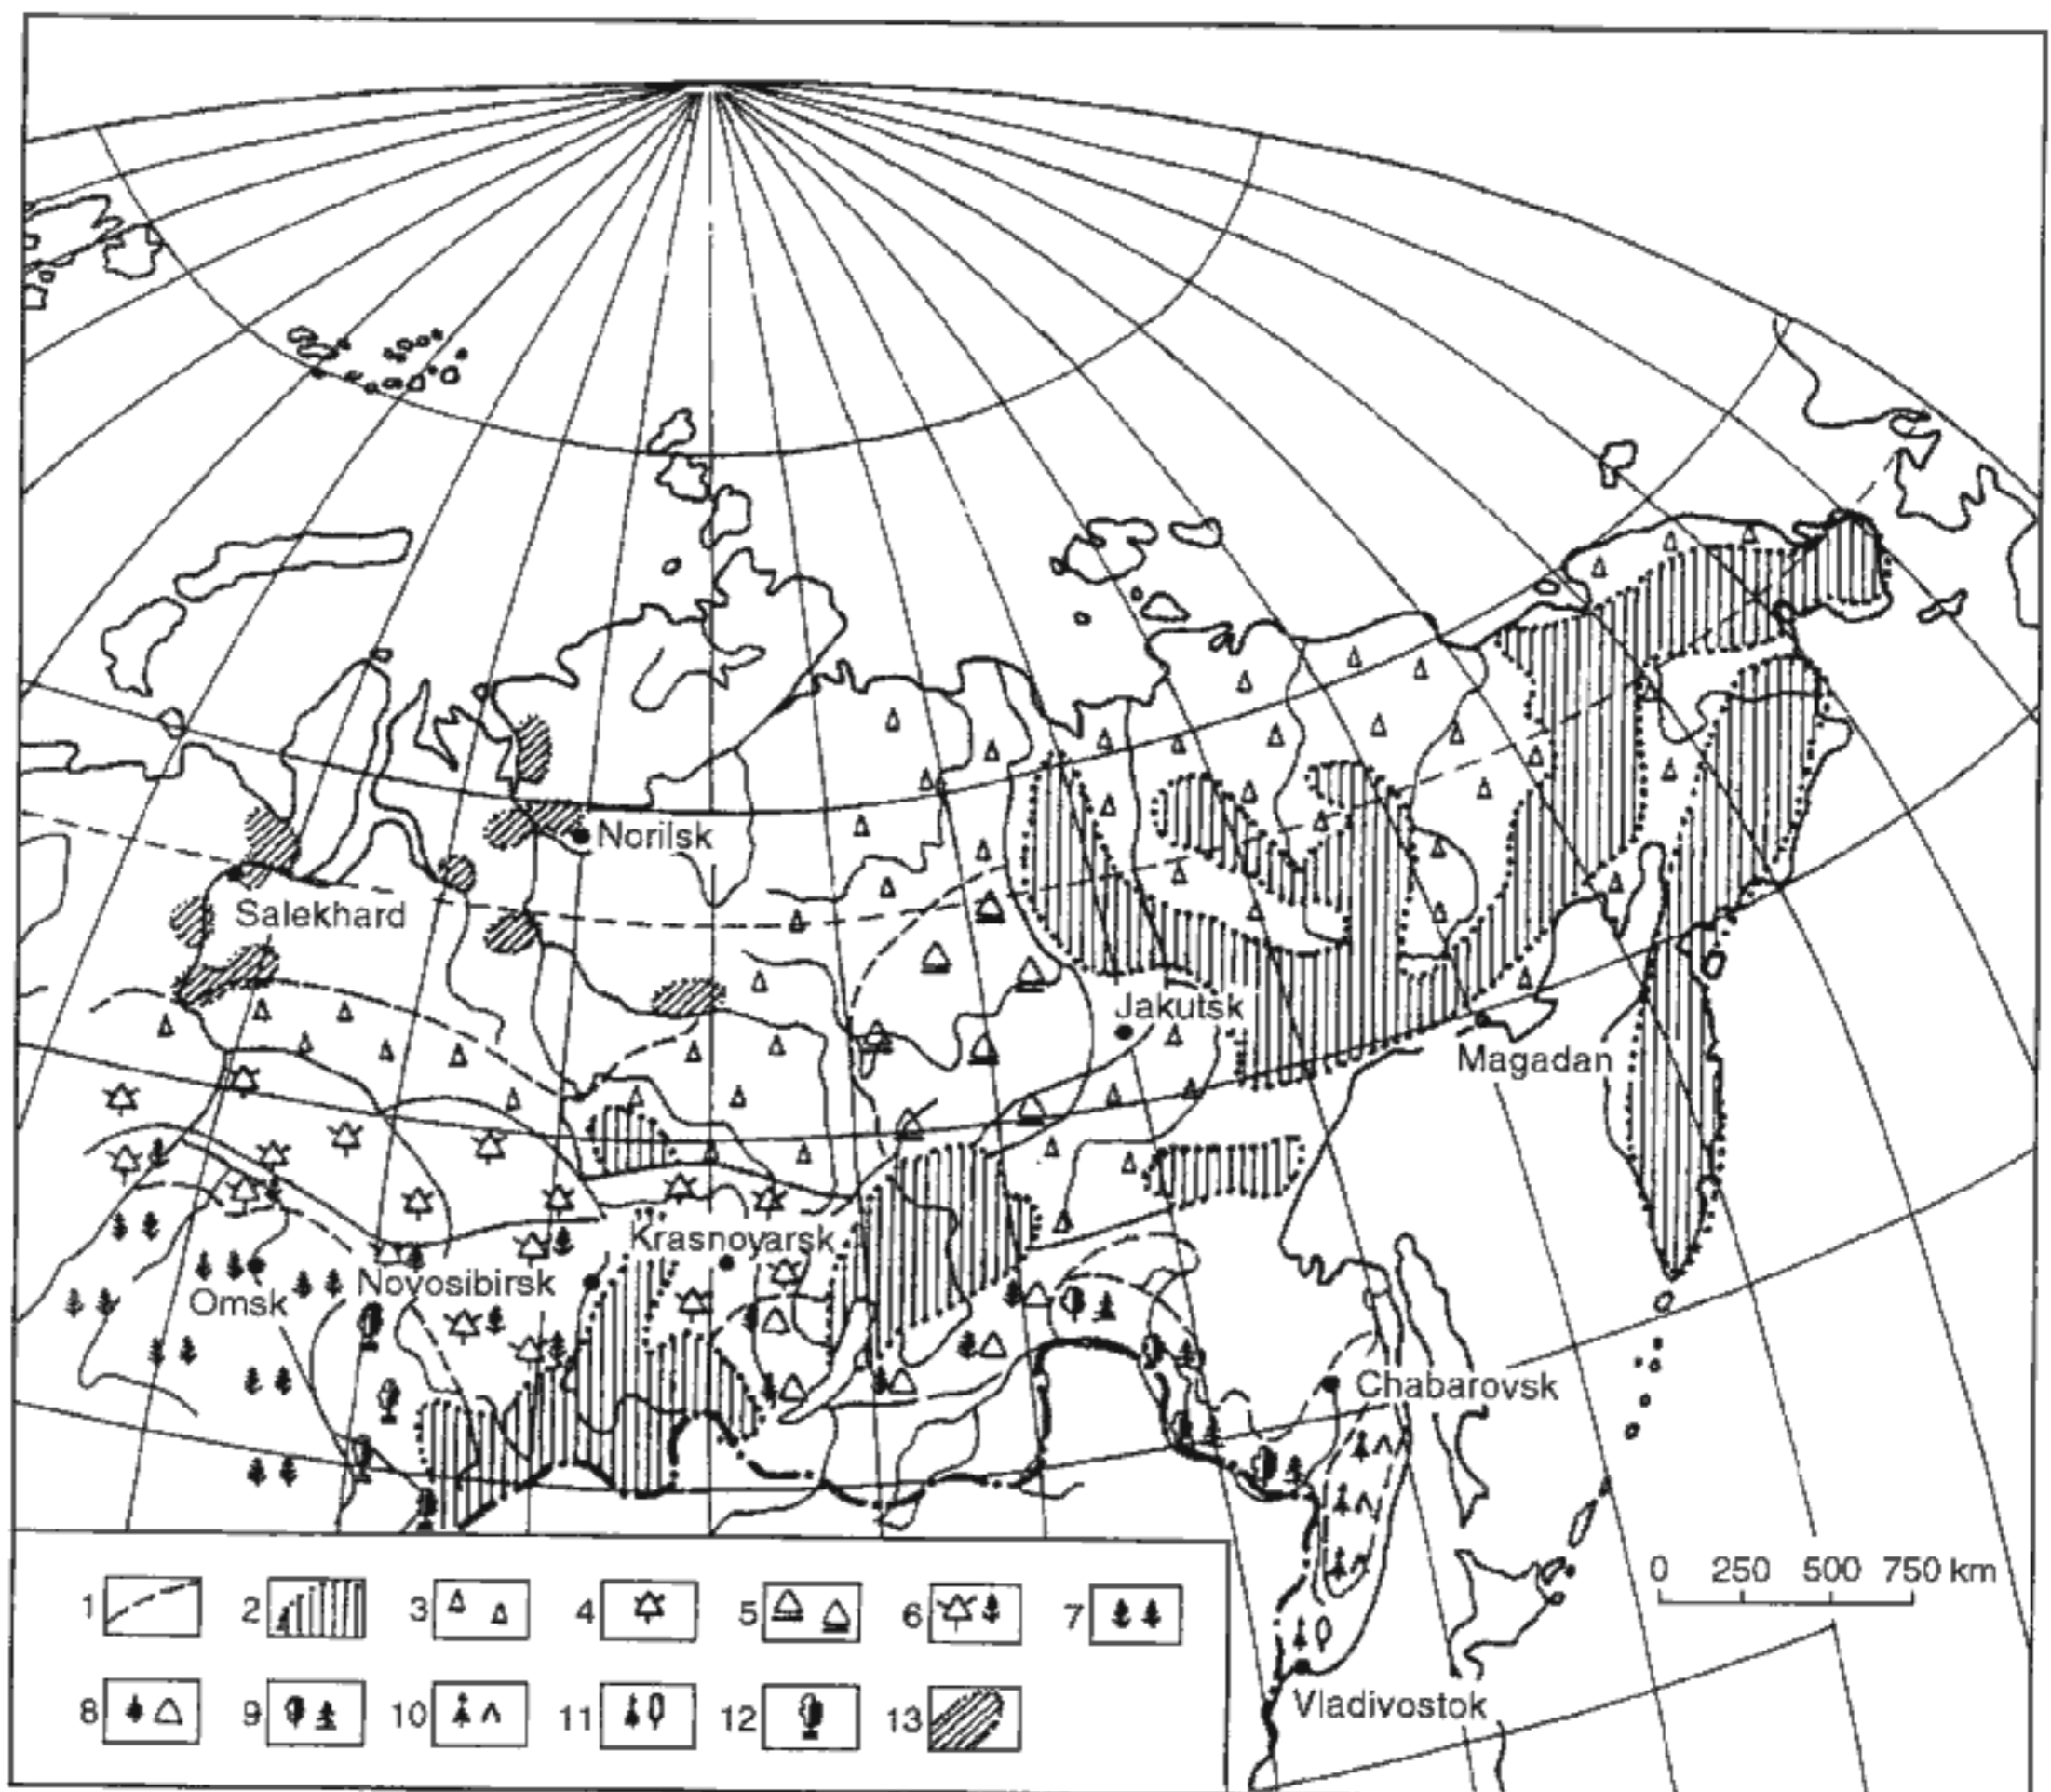 Norilsk
Salekhard
Jakutsk
Magadan
Krasnoyarsk
Novosibirsk
Omsk
Chabarovsk
0 250 500 750 km
1 2 3 4 5 6 7
8 9 10 11 12 13
Vladivostok